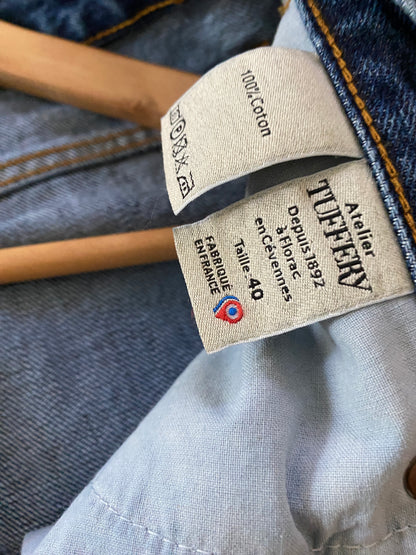 100% Coton
Atelier
TUFFERY
Depuis 1892
à Florac
en Cévennes
Taille - 40
FABRIQUÉ
EN FRANCE